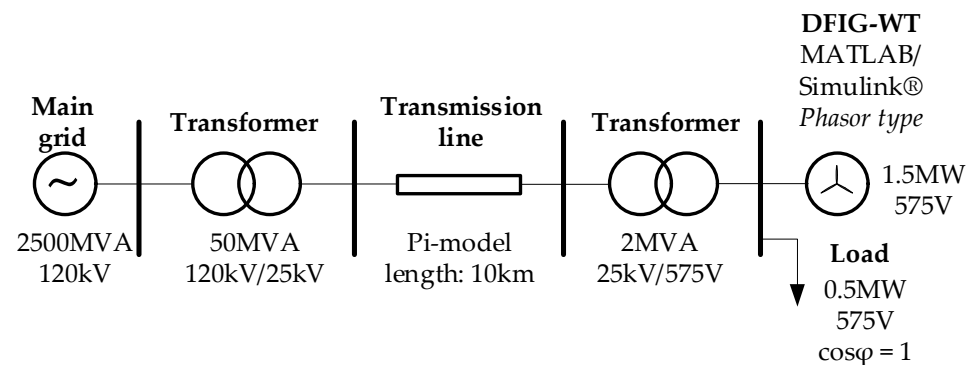 Main
grid
~
2500MVA
120kV
Transformer
50MVA
120kV/25kV
Transmission
line
Pi-model
length: 10km
Transformer
2MVA
25kV/575V
DFIG-WT
MATLAB/
Simulink®
Phasor type
1.5MW
575V
Load
0.5MW
575V
cosφ = 1